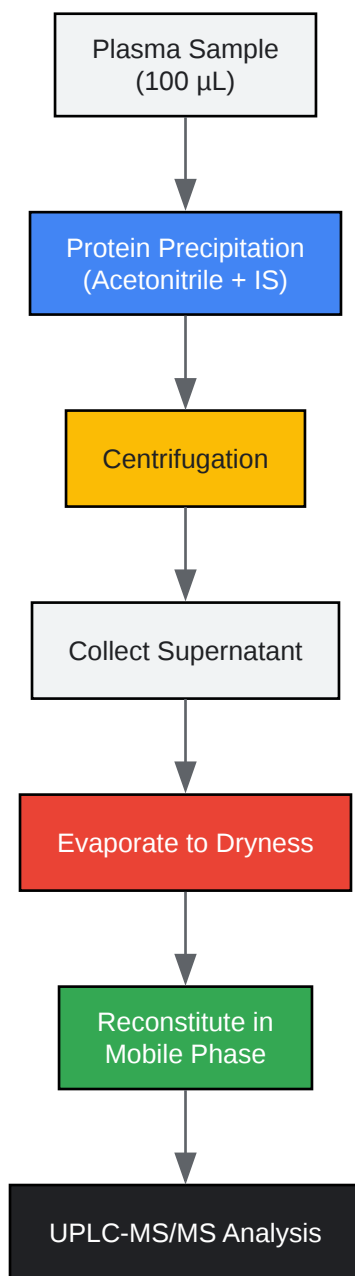 Plasma Sample
(100 µL)
Protein Precipitation
(Acetonitrile + IS)
Centrifugation
Collect Supernatant
Evaporate to Dryness
Reconstitute in
Mobile Phase
UPLC-MS/MS Analysis